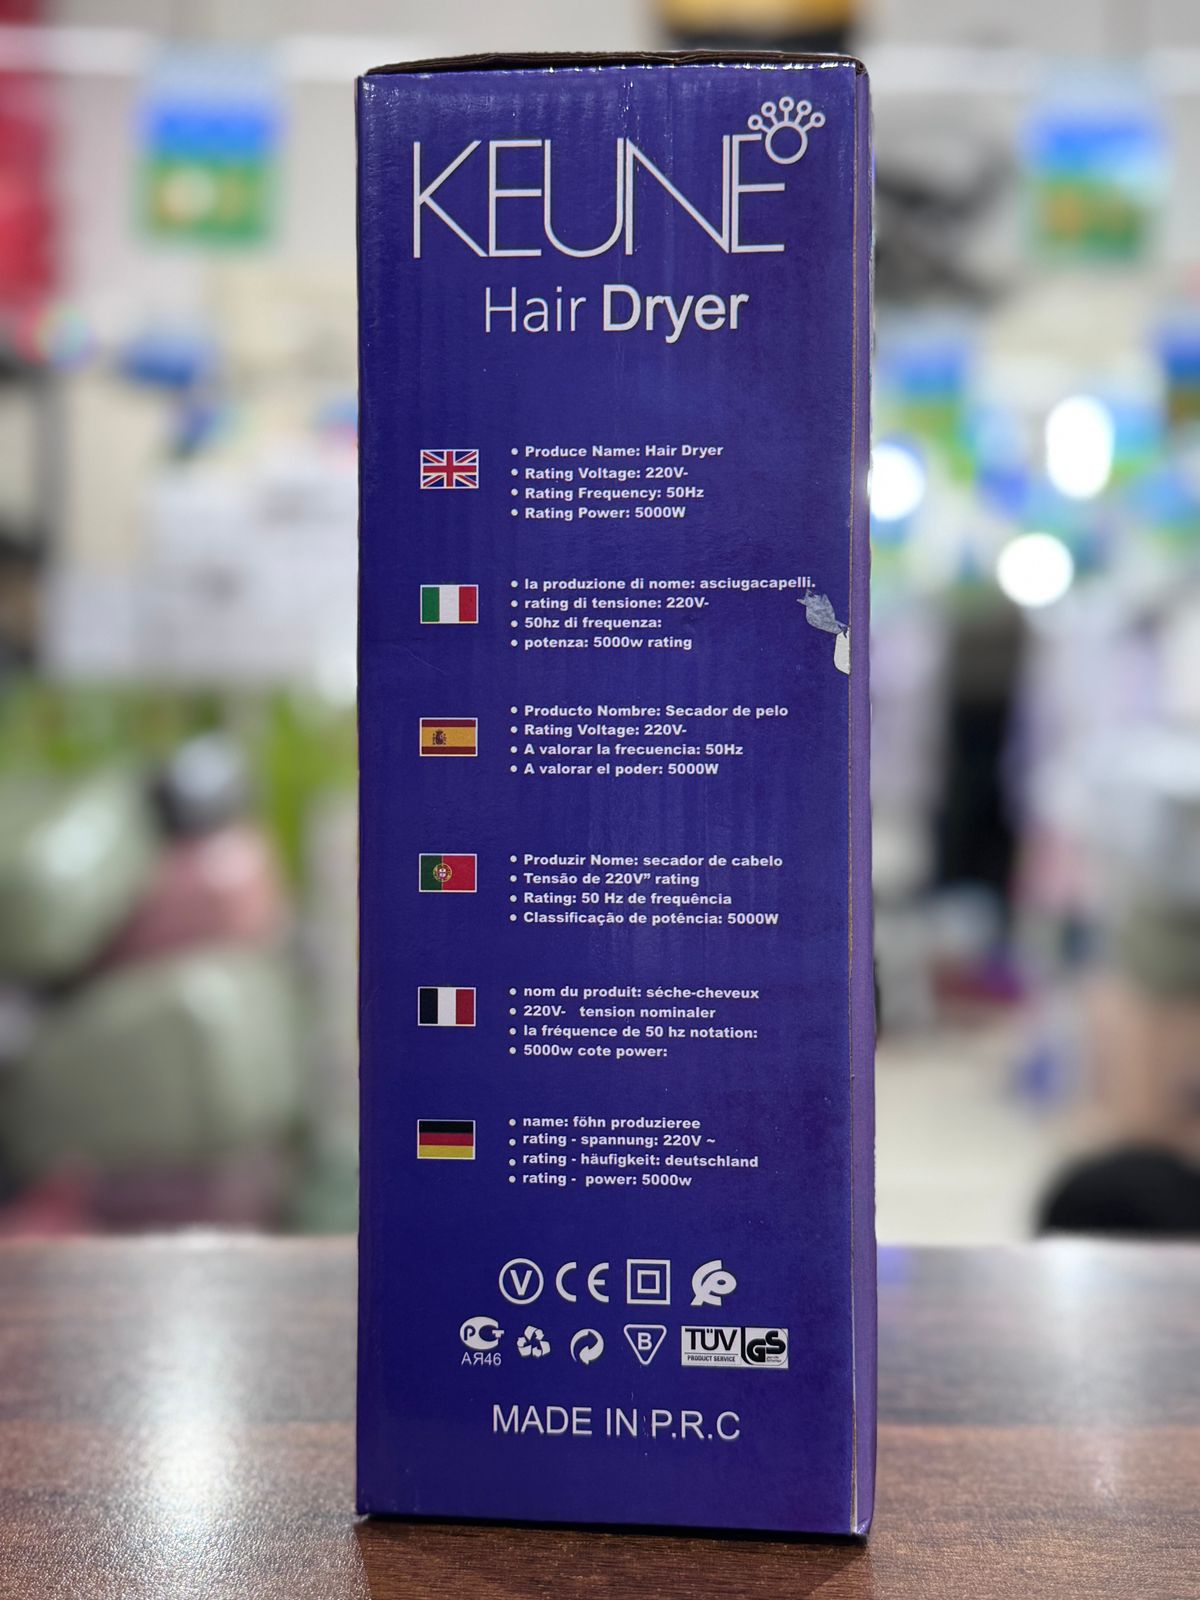 KEUNE
Hair Dryer
• Produce Name: Hair Dryer
• Rating Voltage: 220V-
• Rating Frequency: 50Hz
• Rating Power: 5000W
• la produzione di nome: asciugacapelli.
• rating di tensione: 220V-
• 50hz di frequenza:
• potenza: 5000w rating
• Producto Nombre: Secador de pelo
• Rating Voltage: 220V-
• A valorar la frecuencia: 50Hz
• A valorar el poder: 5000W
• Produzir Nome: secador de cabelo
• Tensão de 220V” rating
• Rating: 50 Hz de frequência
• Classificação de potência: 5000W
• nom du produit: séche-cheveux
• 220V- tension nominaler
• la fréquence de 50 hz notation:
• 5000w cote power:
• name: föhn produzieree
• rating - spannung: 220V ~
• rating - häufigkeit: deutschland
• rating - power: 5000w
V CE
PCT B TÜV GS
AЯ46 PRODUCT SERVICE
MADE IN P.R.C